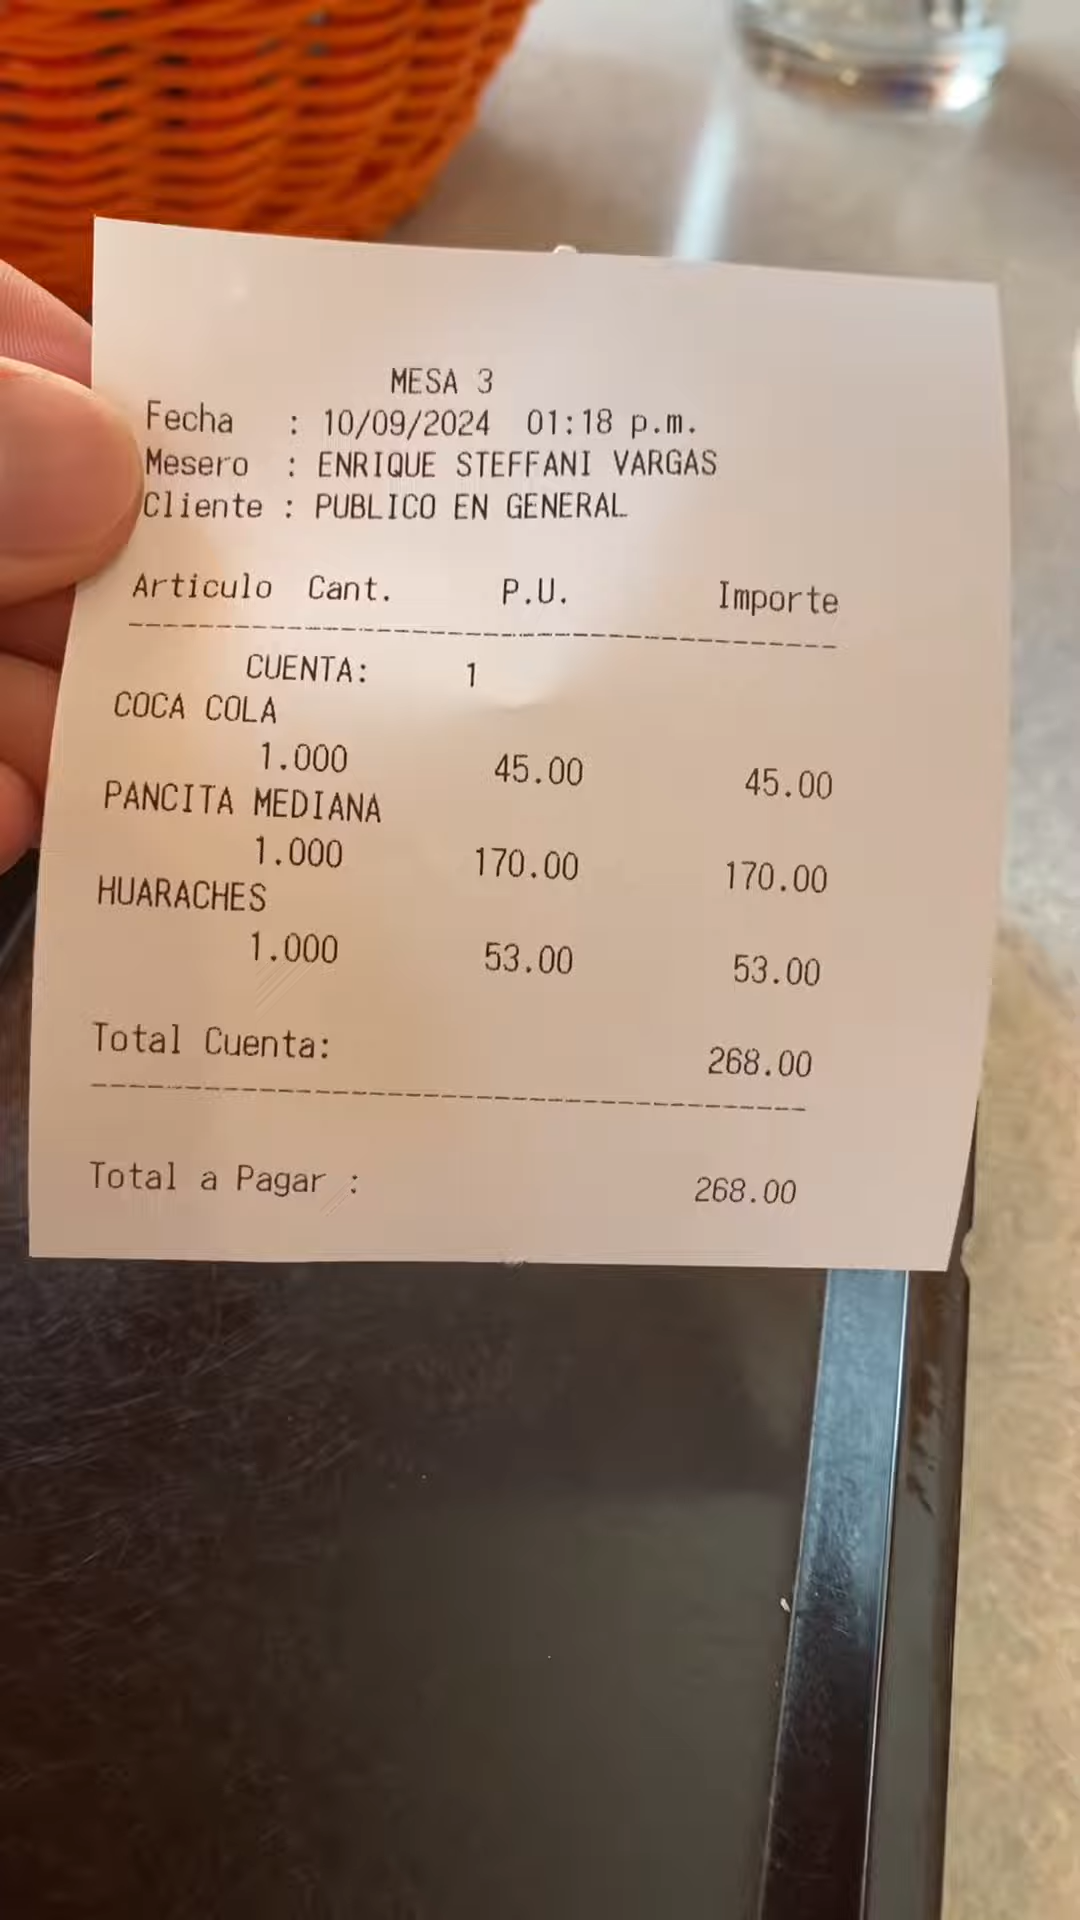 MESA 3
Fecha : 10/09/2024 01:18 p.m.
Mesero : ENRIQUE STEFFANI VARGAS
Cliente : PUBLICO EN GENERAL
Articulo Cant. P.U. Importe
CUENTA: 1
COCA COLA
1.000 45.00 45.00
PANCITA MEDIANA
1.000 170.00 170.00
HUARACHES
1.000 53.00 53.00
Total Cuenta: 268.00
Total a Pagar : 268.00